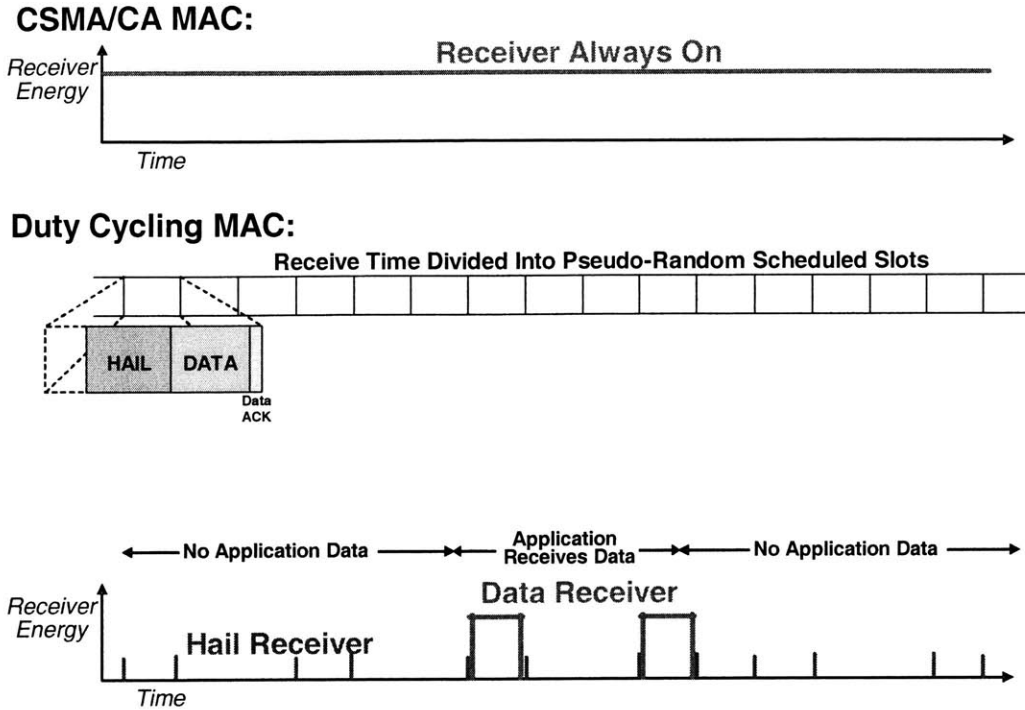 CSMA/CA MAC:
Receiver Always On
Receiver
Energy
Time
Duty Cycling MAC:
Receive Time Divided Into Pseudo-Random Scheduled Slots
HAIL
DATA
Data
ACK
No Application Data
Application
Receives Data
No Application Data
Receiver
Energy
Hail Receiver
Data Receiver
Time